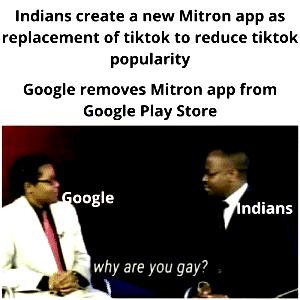 Indians create a new Mitron app as
replacement of tiktok to reduce tiktok
popularity
Google removes Mitron app from
Google Play Store
Google
Indians
why are you gay?